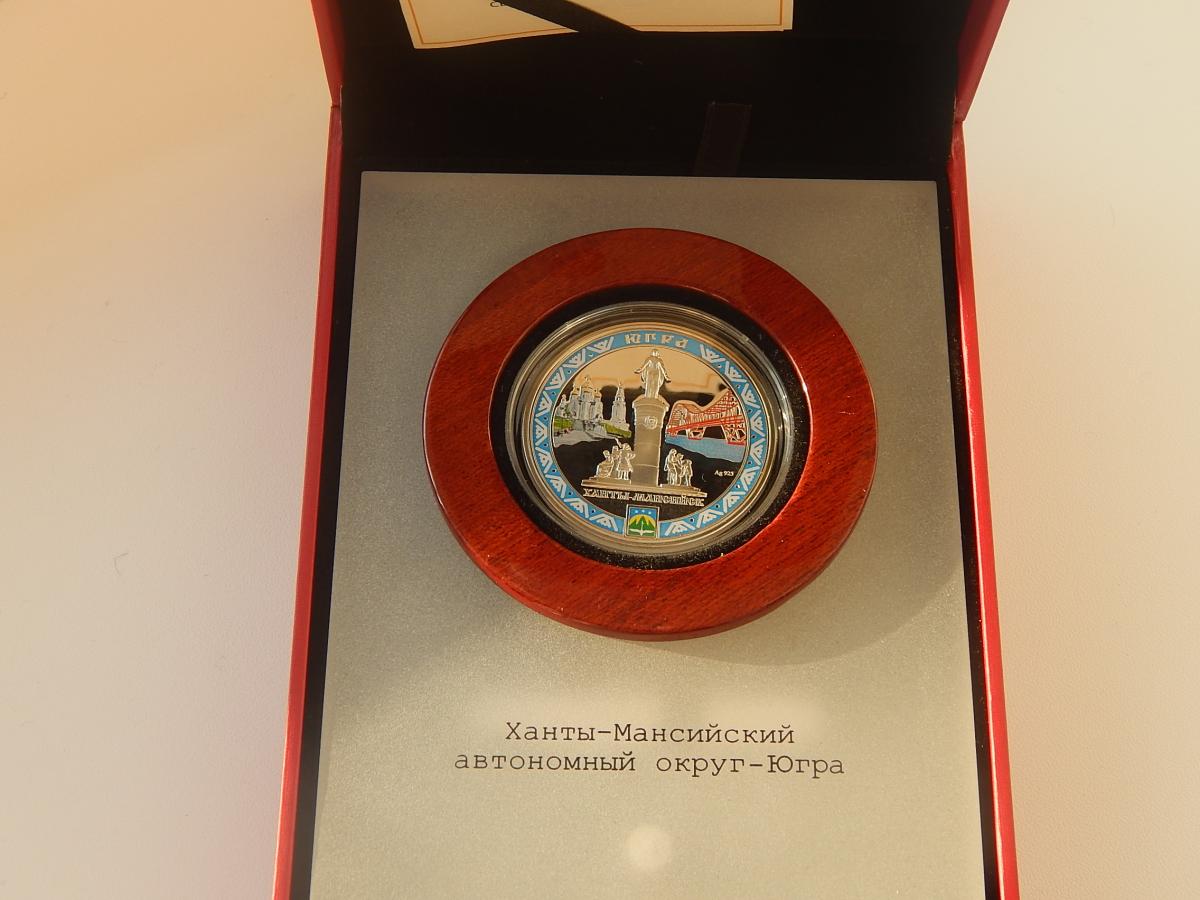 ЮГРА
Ag 925
ХАНТЫ-МАНСИЙСК
Ханты-Мансийский
автономный округ-Югра